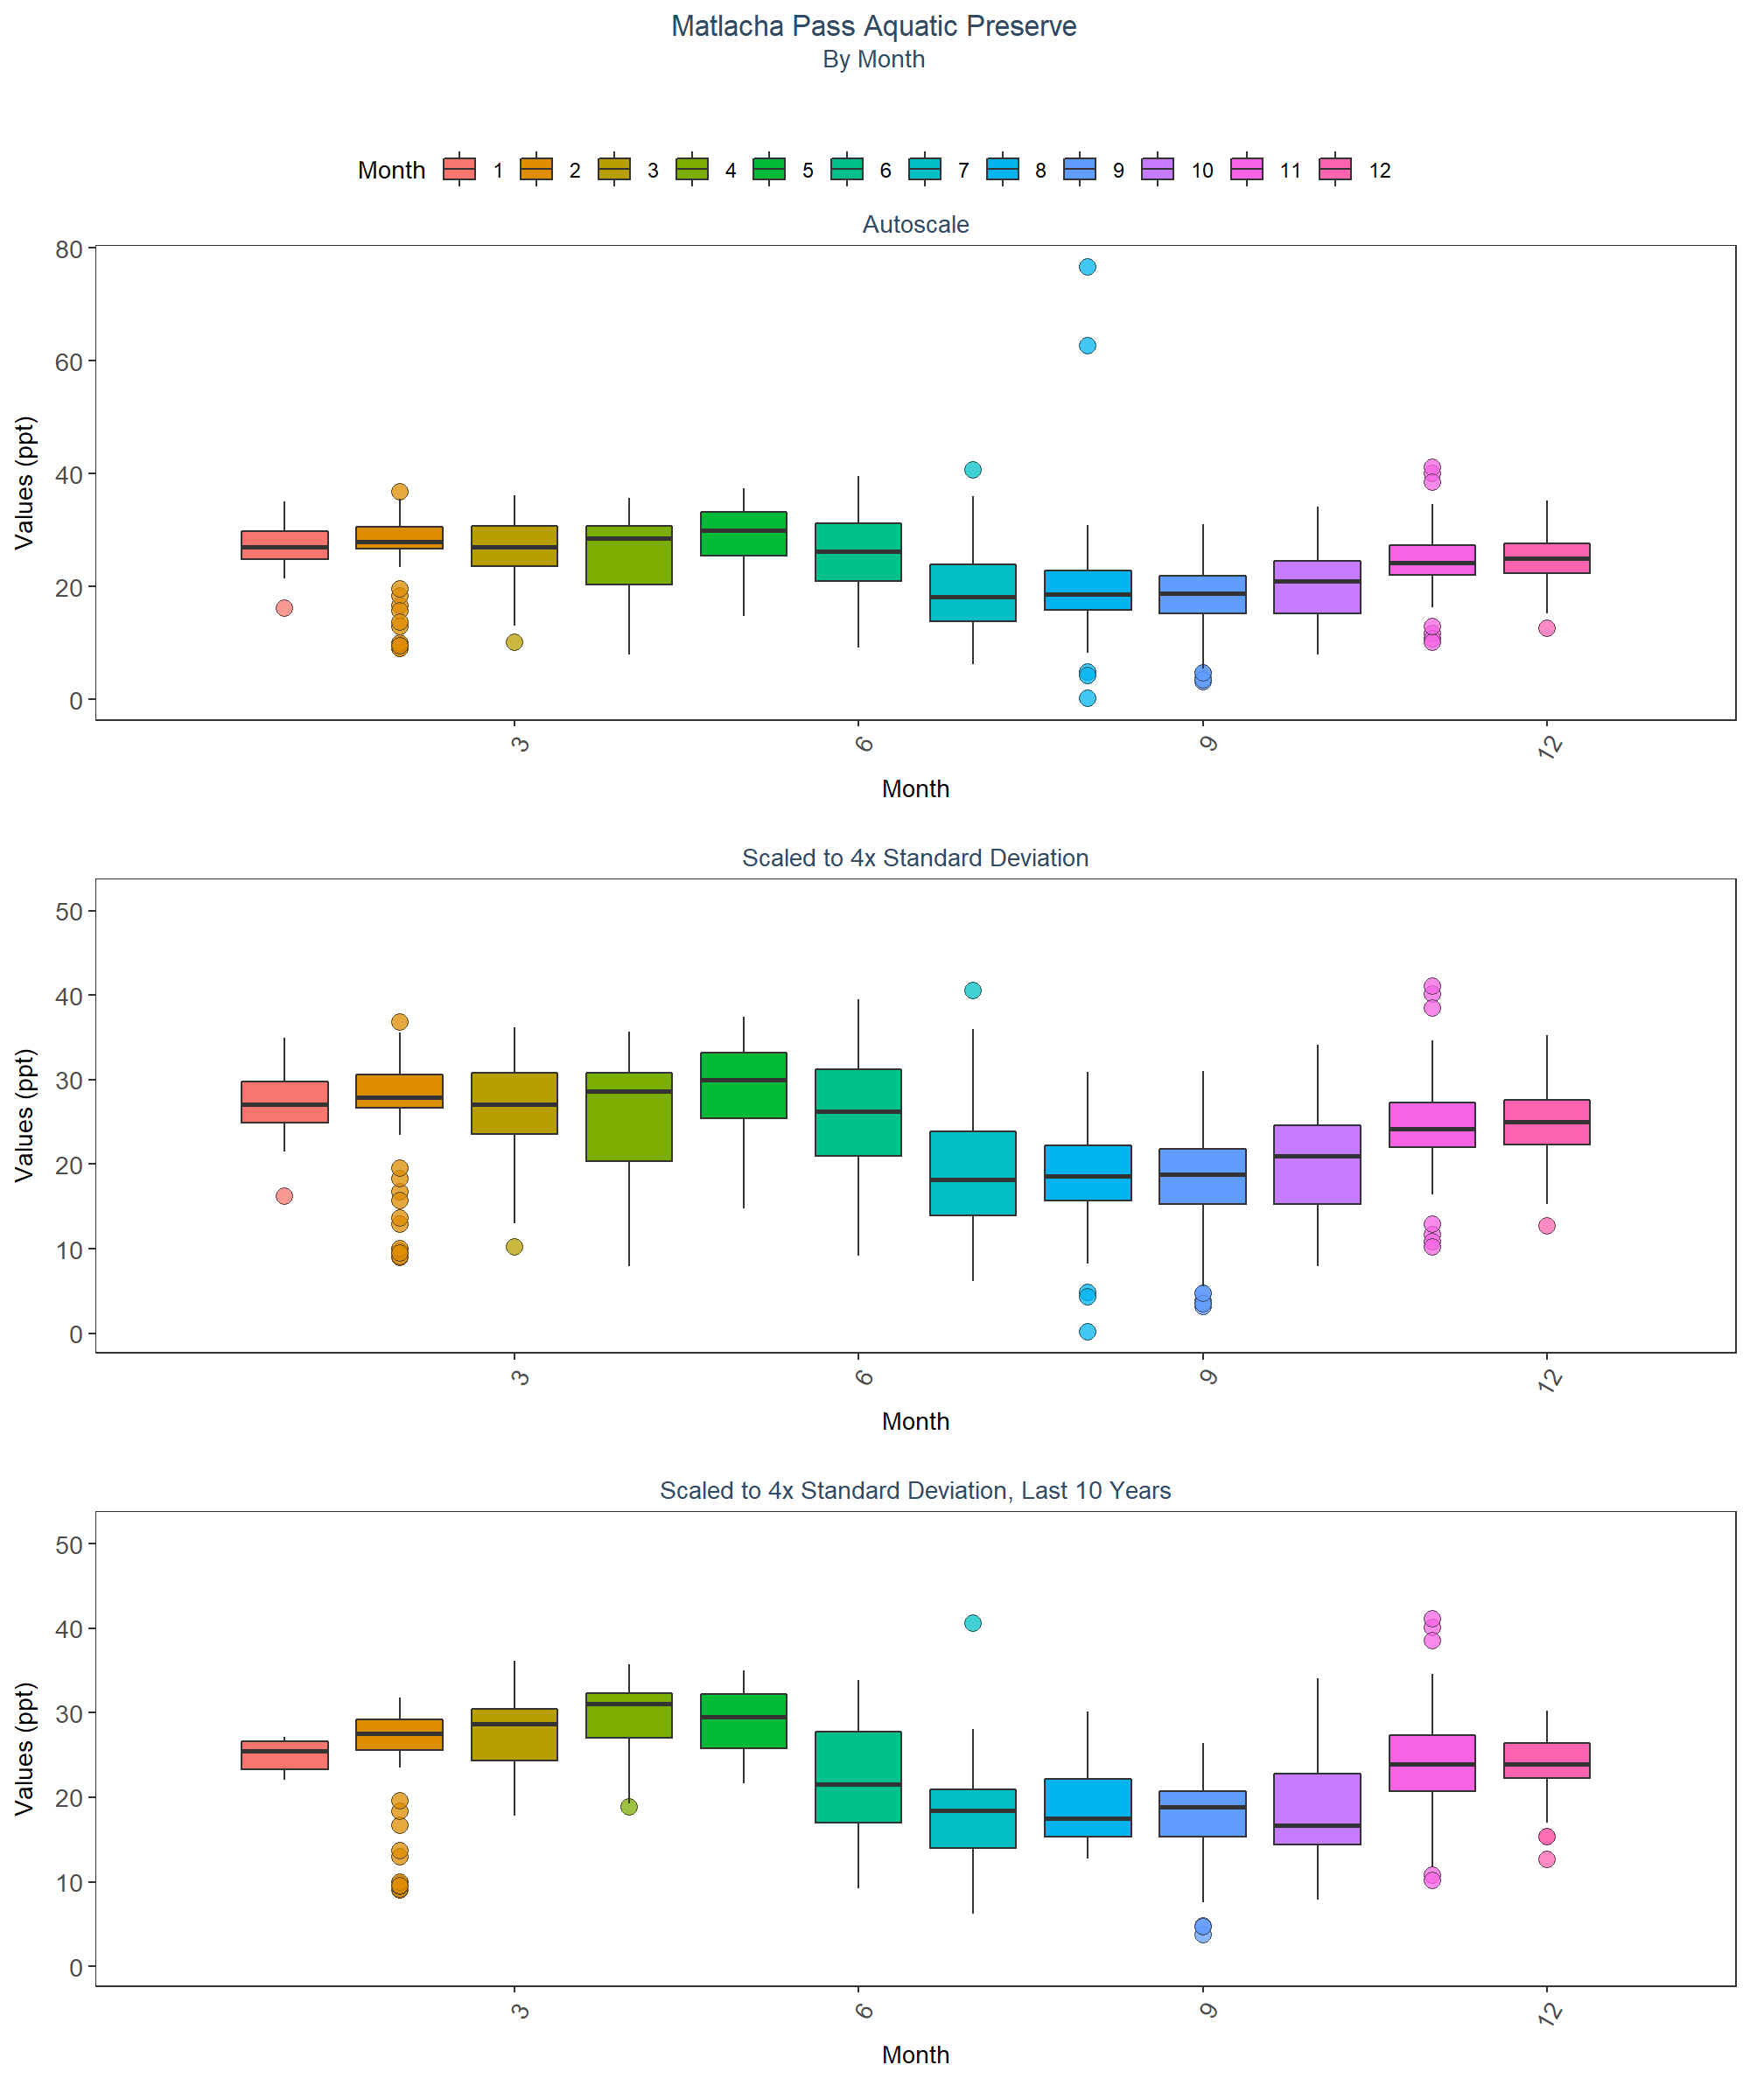 Matlacha Pass Aquatic Preserve
By Month
Month 1 2 3 4 5 6 7 8 9 10 11 12
Autoscale
Values (ppt)
80
60
40
20
0
3 6 9 12
Month
Scaled to 4x Standard Deviation
Values (ppt)
50
40
30
20
10
0
3 6 9 12
Month
Scaled to 4x Standard Deviation, Last 10 Years
Values (ppt)
50
40
30
20
10
0
3 6 9 12
Month